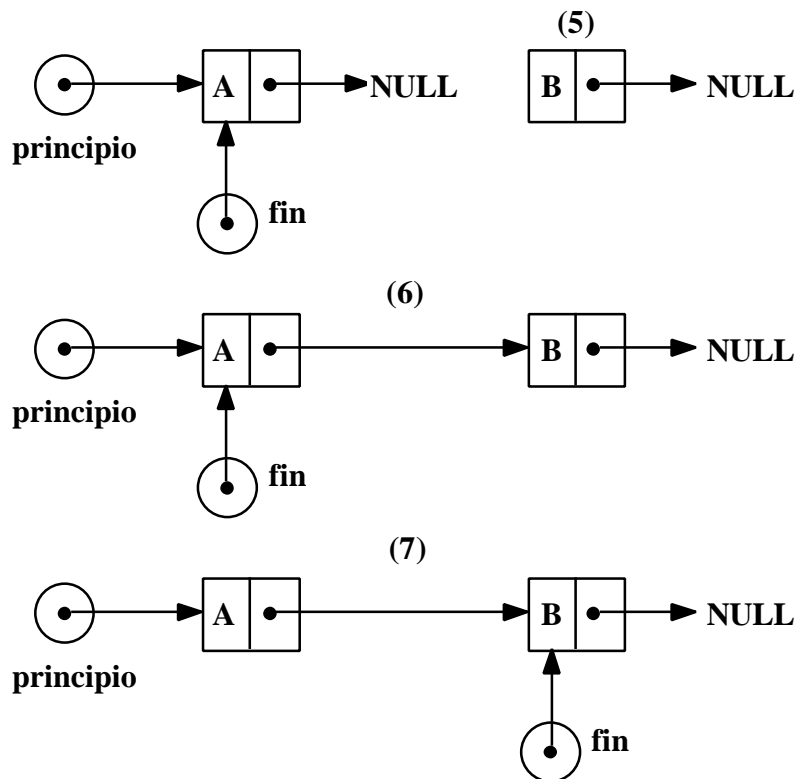 (5)
A NULL B NULL
principio
fin
(6)
A B NULL
principio
fin
(7)
A B NULL
principio
fin